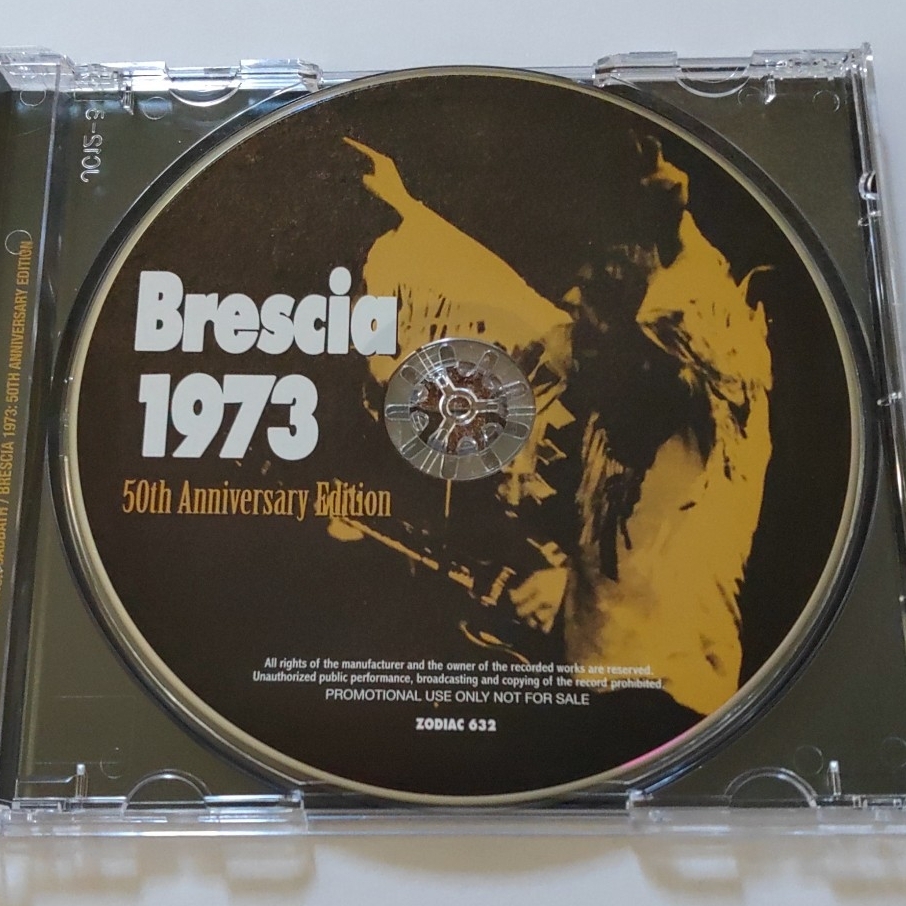 Brescia
1973
50th Anniversary Edition
All rights of the manufacturer and the owner of the recorded works are reserved.
Unauthorized public performance, broadcasting and copying of the record prohibited.
PROMOTIONAL USE ONLY NOT FOR SALE
ZODIAC 632
/ BRESCIA 1973: 50TH ANNIVERSARY EDITION